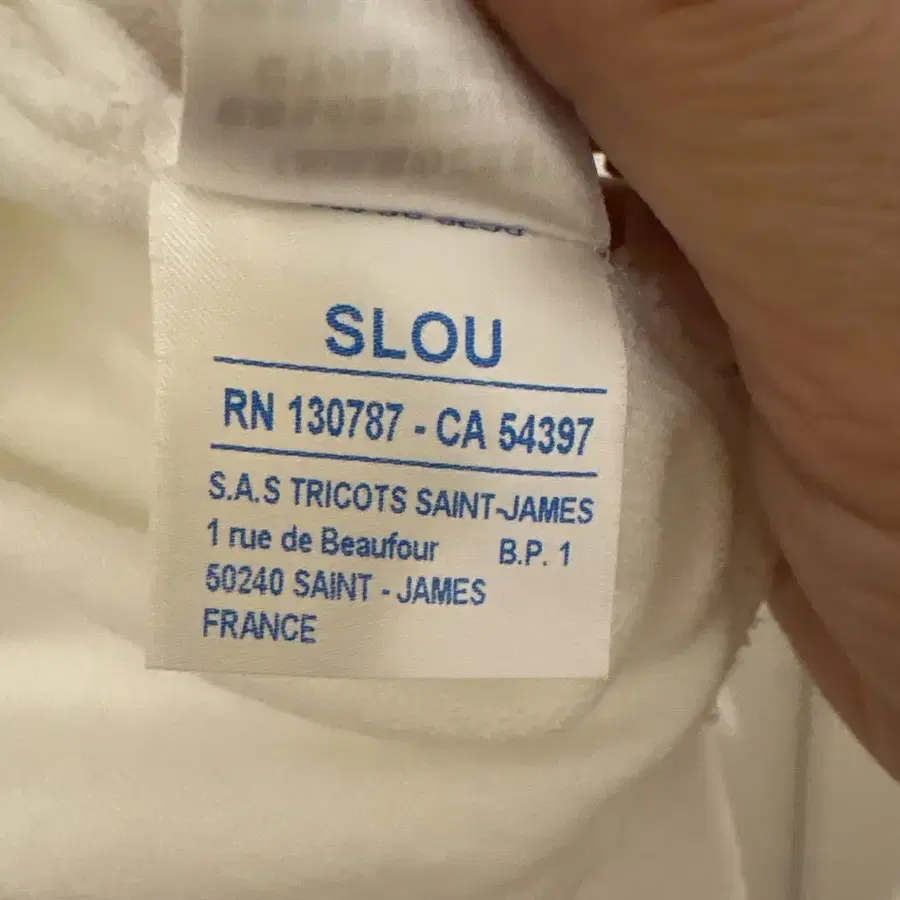 SLOU
RN 130787 - CA 54397
S.A.S TRICOTS SAINT-JAMES
1 rue de Beaufour B.P. 1
50240 SAINT - JAMES
FRANCE